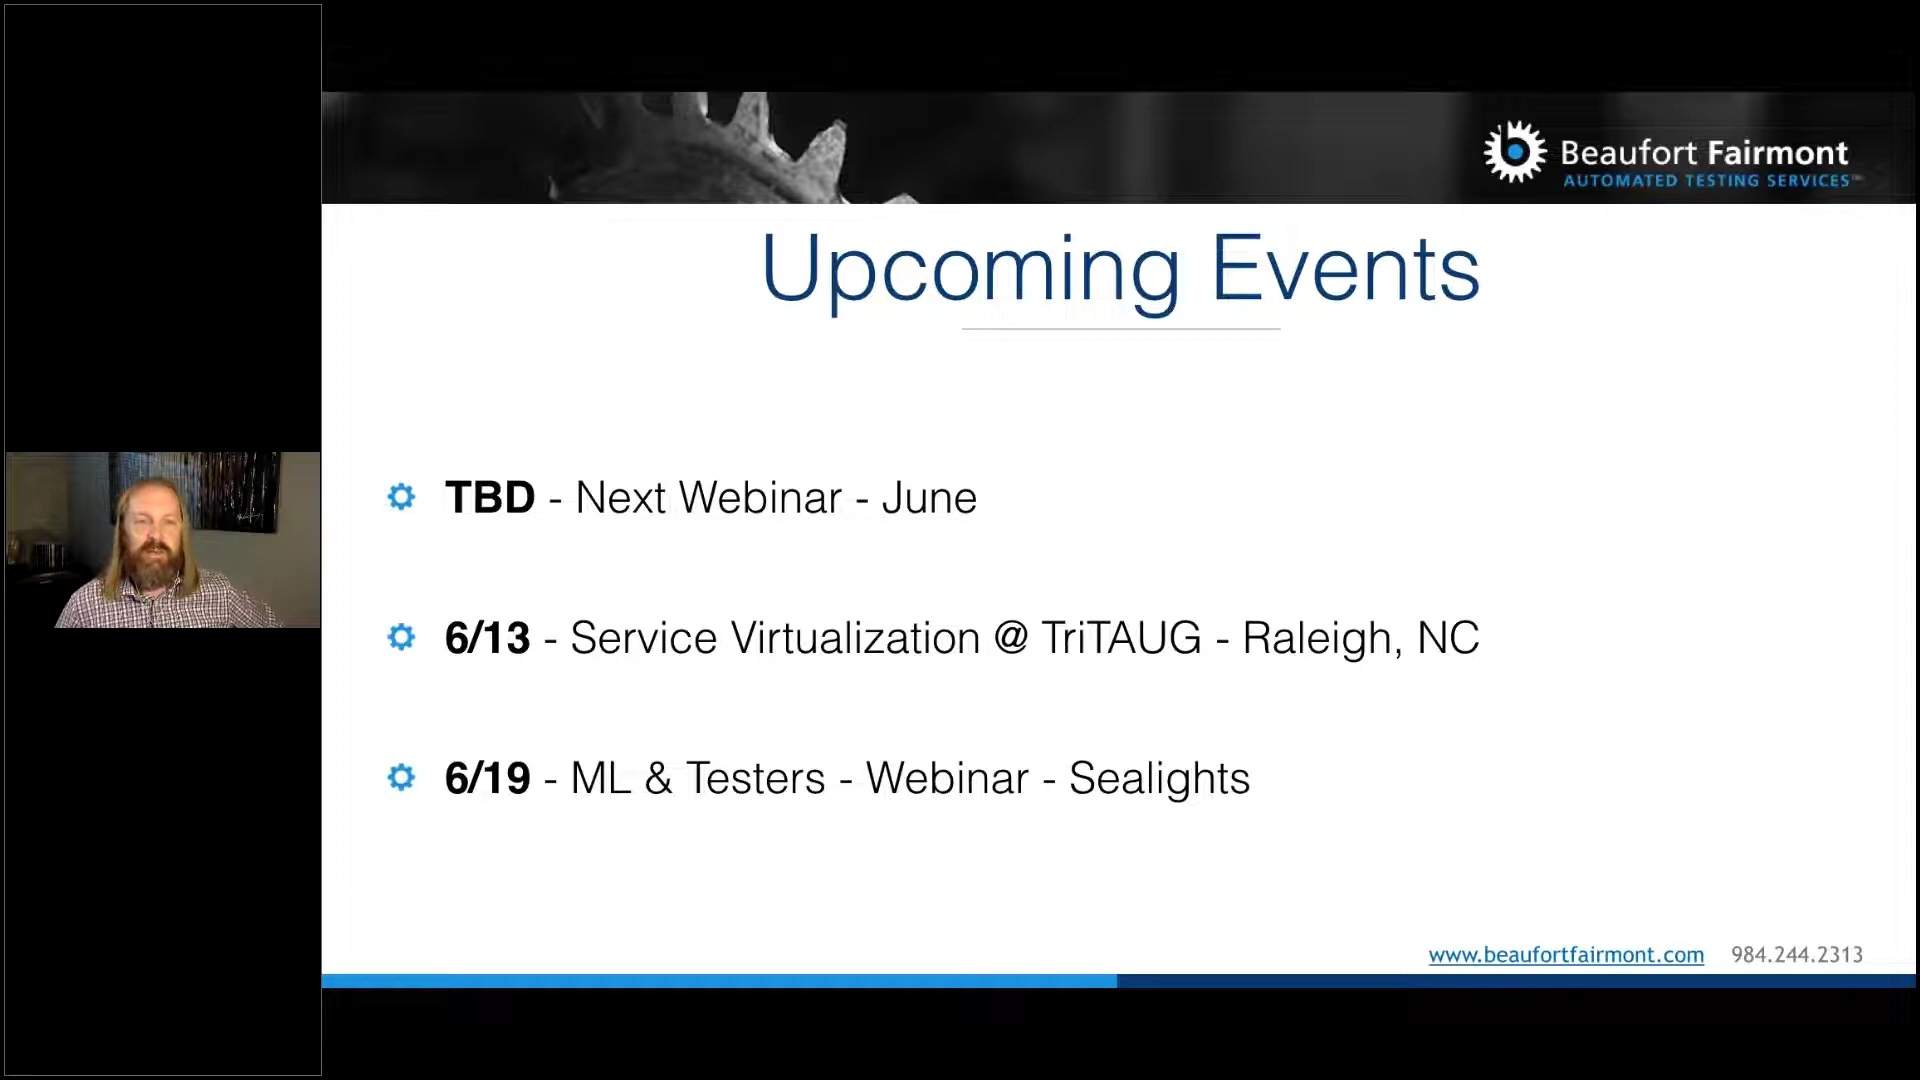 Beaufort Fairmont
AUTOMATED TESTING SERVICES
Upcoming Events
TBD - Next Webinar - June
6/13 - Service Virtualization @ TriTAUG - Raleigh, NC
6/19 - ML & Testers - Webinar - Sealights
www.beaufortfairmont.com 984.244.2313